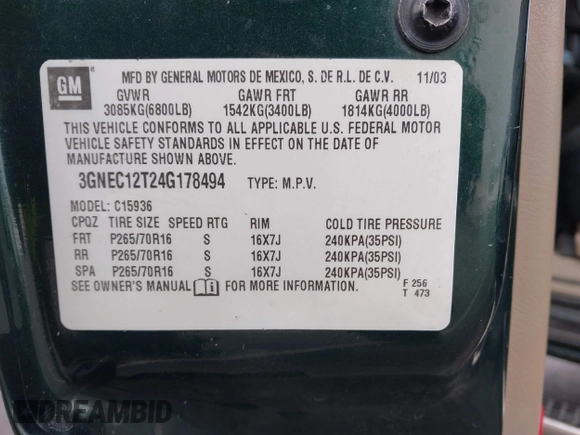 GM
MFD BY GENERAL MOTORS DE MEXICO, S. DE R.L. DE C.V. 11/03
GVWR GAWR FRT GAWR RR
3085KG(6800LB) 1542KG(3400LB) 1814KG(4000LB)
THIS VEHICLE CONFORMS TO ALL APPLICABLE U.S. FEDERAL MOTOR
VEHICLE SAFETY STANDARDS IN EFFECT ON THE DATE OF
MANUFACTURE SHOWN ABOVE.
3GNEC12T24G178494 TYPE: M.P.V.
MODEL: C15936
CPQZ TIRE SIZE SPEED RTG RIM COLD TIRE PRESSURE
FRT P265/70R16 S 16X7J 240KPA(35PSI)
RR P265/70R16 S 16X7J 240KPA(35PSI)
SPA P265/70R16 S 16X7J 240KPA(35PSI)
SEE OWNER'S MANUAL FOR MORE INFORMATION. F 256
T 473
DREAMBID